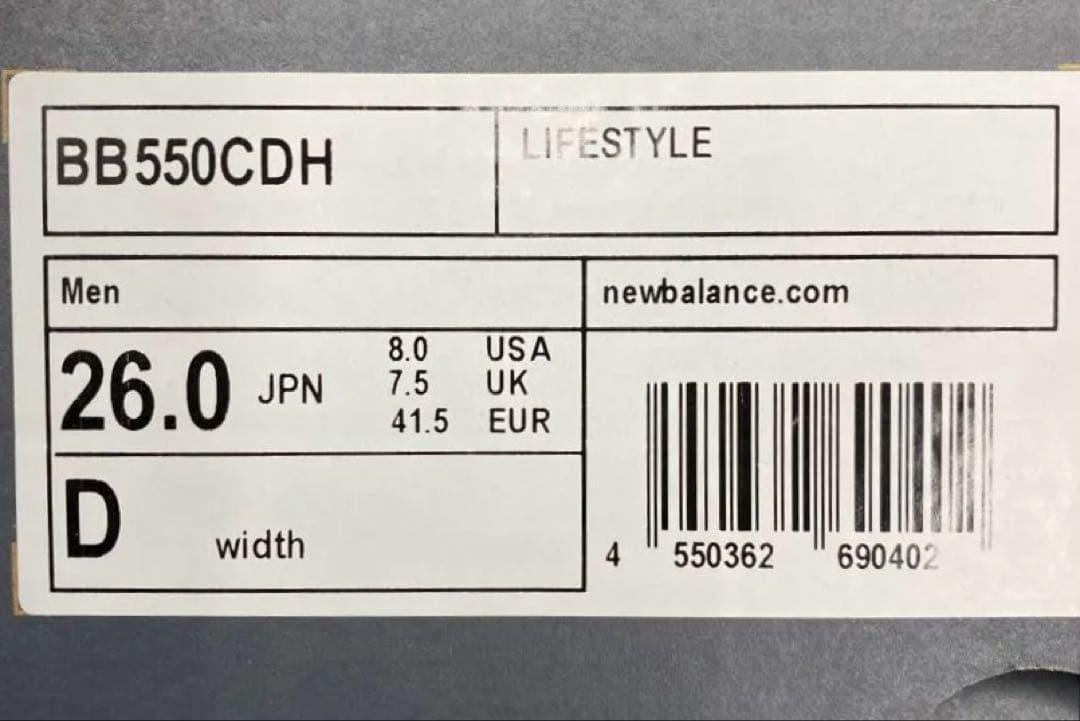 BB550CDH
LIFESTYLE
Men
newbalance.com
26.0 JPN
8.0 USA
7.5 UK
41.5 EUR
D width
4 550362 690402